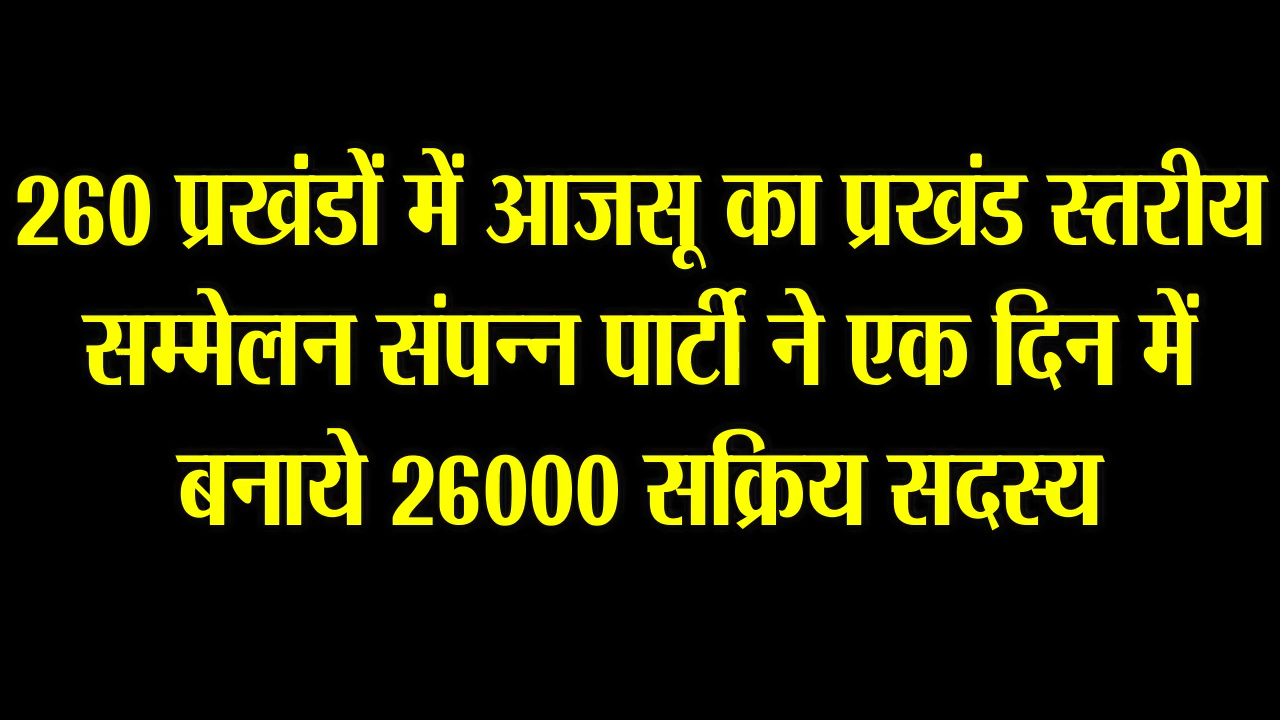 260 प्रखंडों में आजसू का प्रखंड स्तरीय
सम्मेलन संपन्न पार्टी ने एक दिन में
बनाये 26000 सक्रिय सदस्य